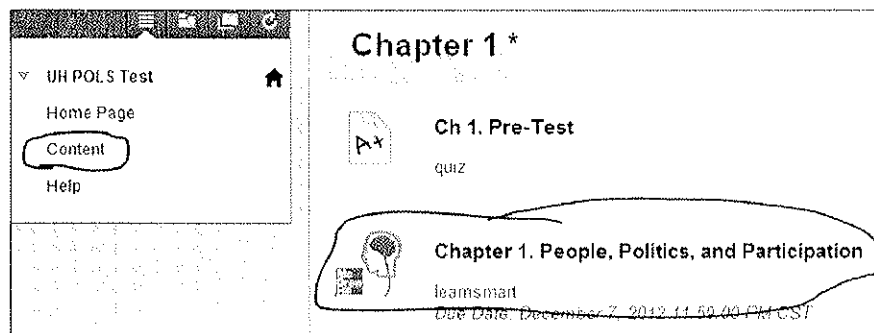 UH POLS Test
Home Page
Content
Help
Chapter 1 *
A+
Ch 1. Pre-Test
quiz
Chapter 1. People, Politics, and Participation
learnsmart
Due Date: December 7, 2012 11.59.00 PM CST